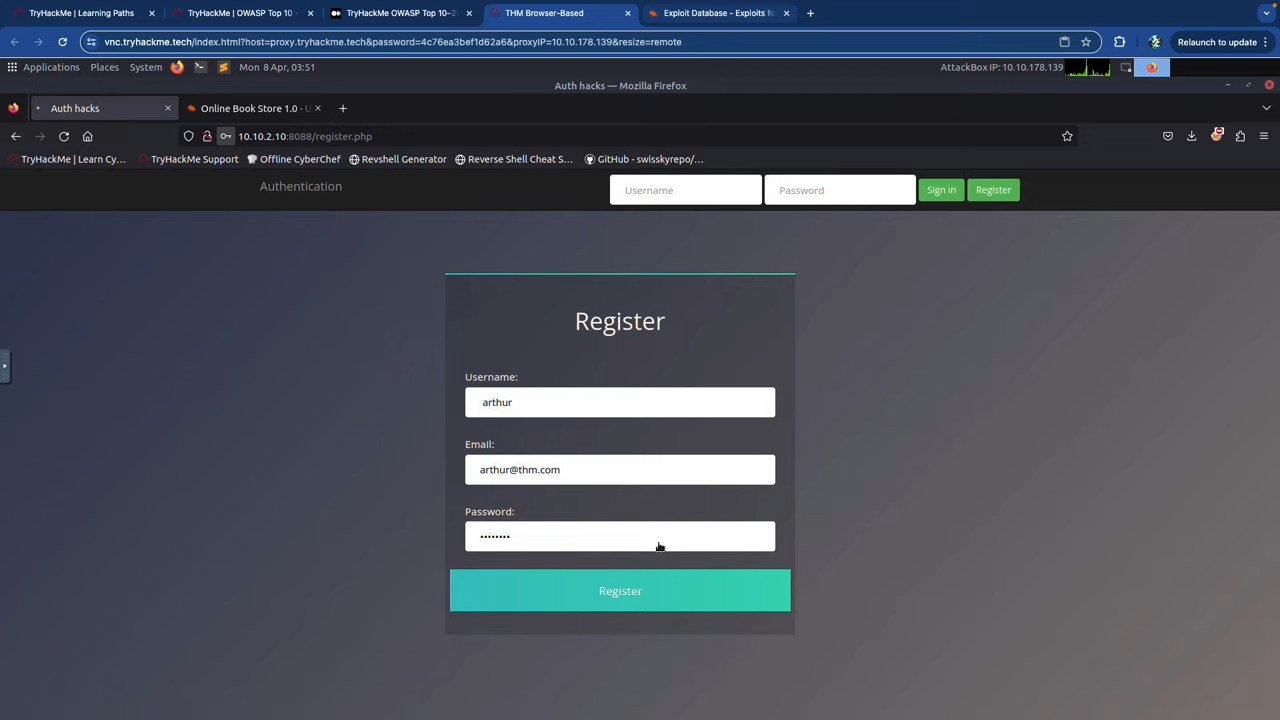 TryHackMe | Learning Paths
TryHackMe | OWASP Top 10 -
TryHackMe OWASP Top 10–2
THM Browser-Based
Exploit Database - Exploits fo
vnc.tryhackme.tech/index.html?host=proxy.tryhackme.tech&password=4c76ea3bef1d62a6&proxyIP=10.10.178.139&resize=remote
Relaunch to update
Applications Places System
Mon 8 Apr, 03:51
AttackBox IP: 10.10.178.139
Auth hacks — Mozilla Firefox
Auth hacks
Online Book Store 1.0 - U
10.10.2.10:8088/register.php
TryHackMe | Learn Cy…
TryHackMe Support
Offline CyberChef
Revshell Generator
Reverse Shell Cheat S…
GitHub - swisskyrepo/…
Authentication
Username
Password
Sign in
Register
Register
Username:
arthur
Email:
arthur@thm.com
Password:
••••••••
Register